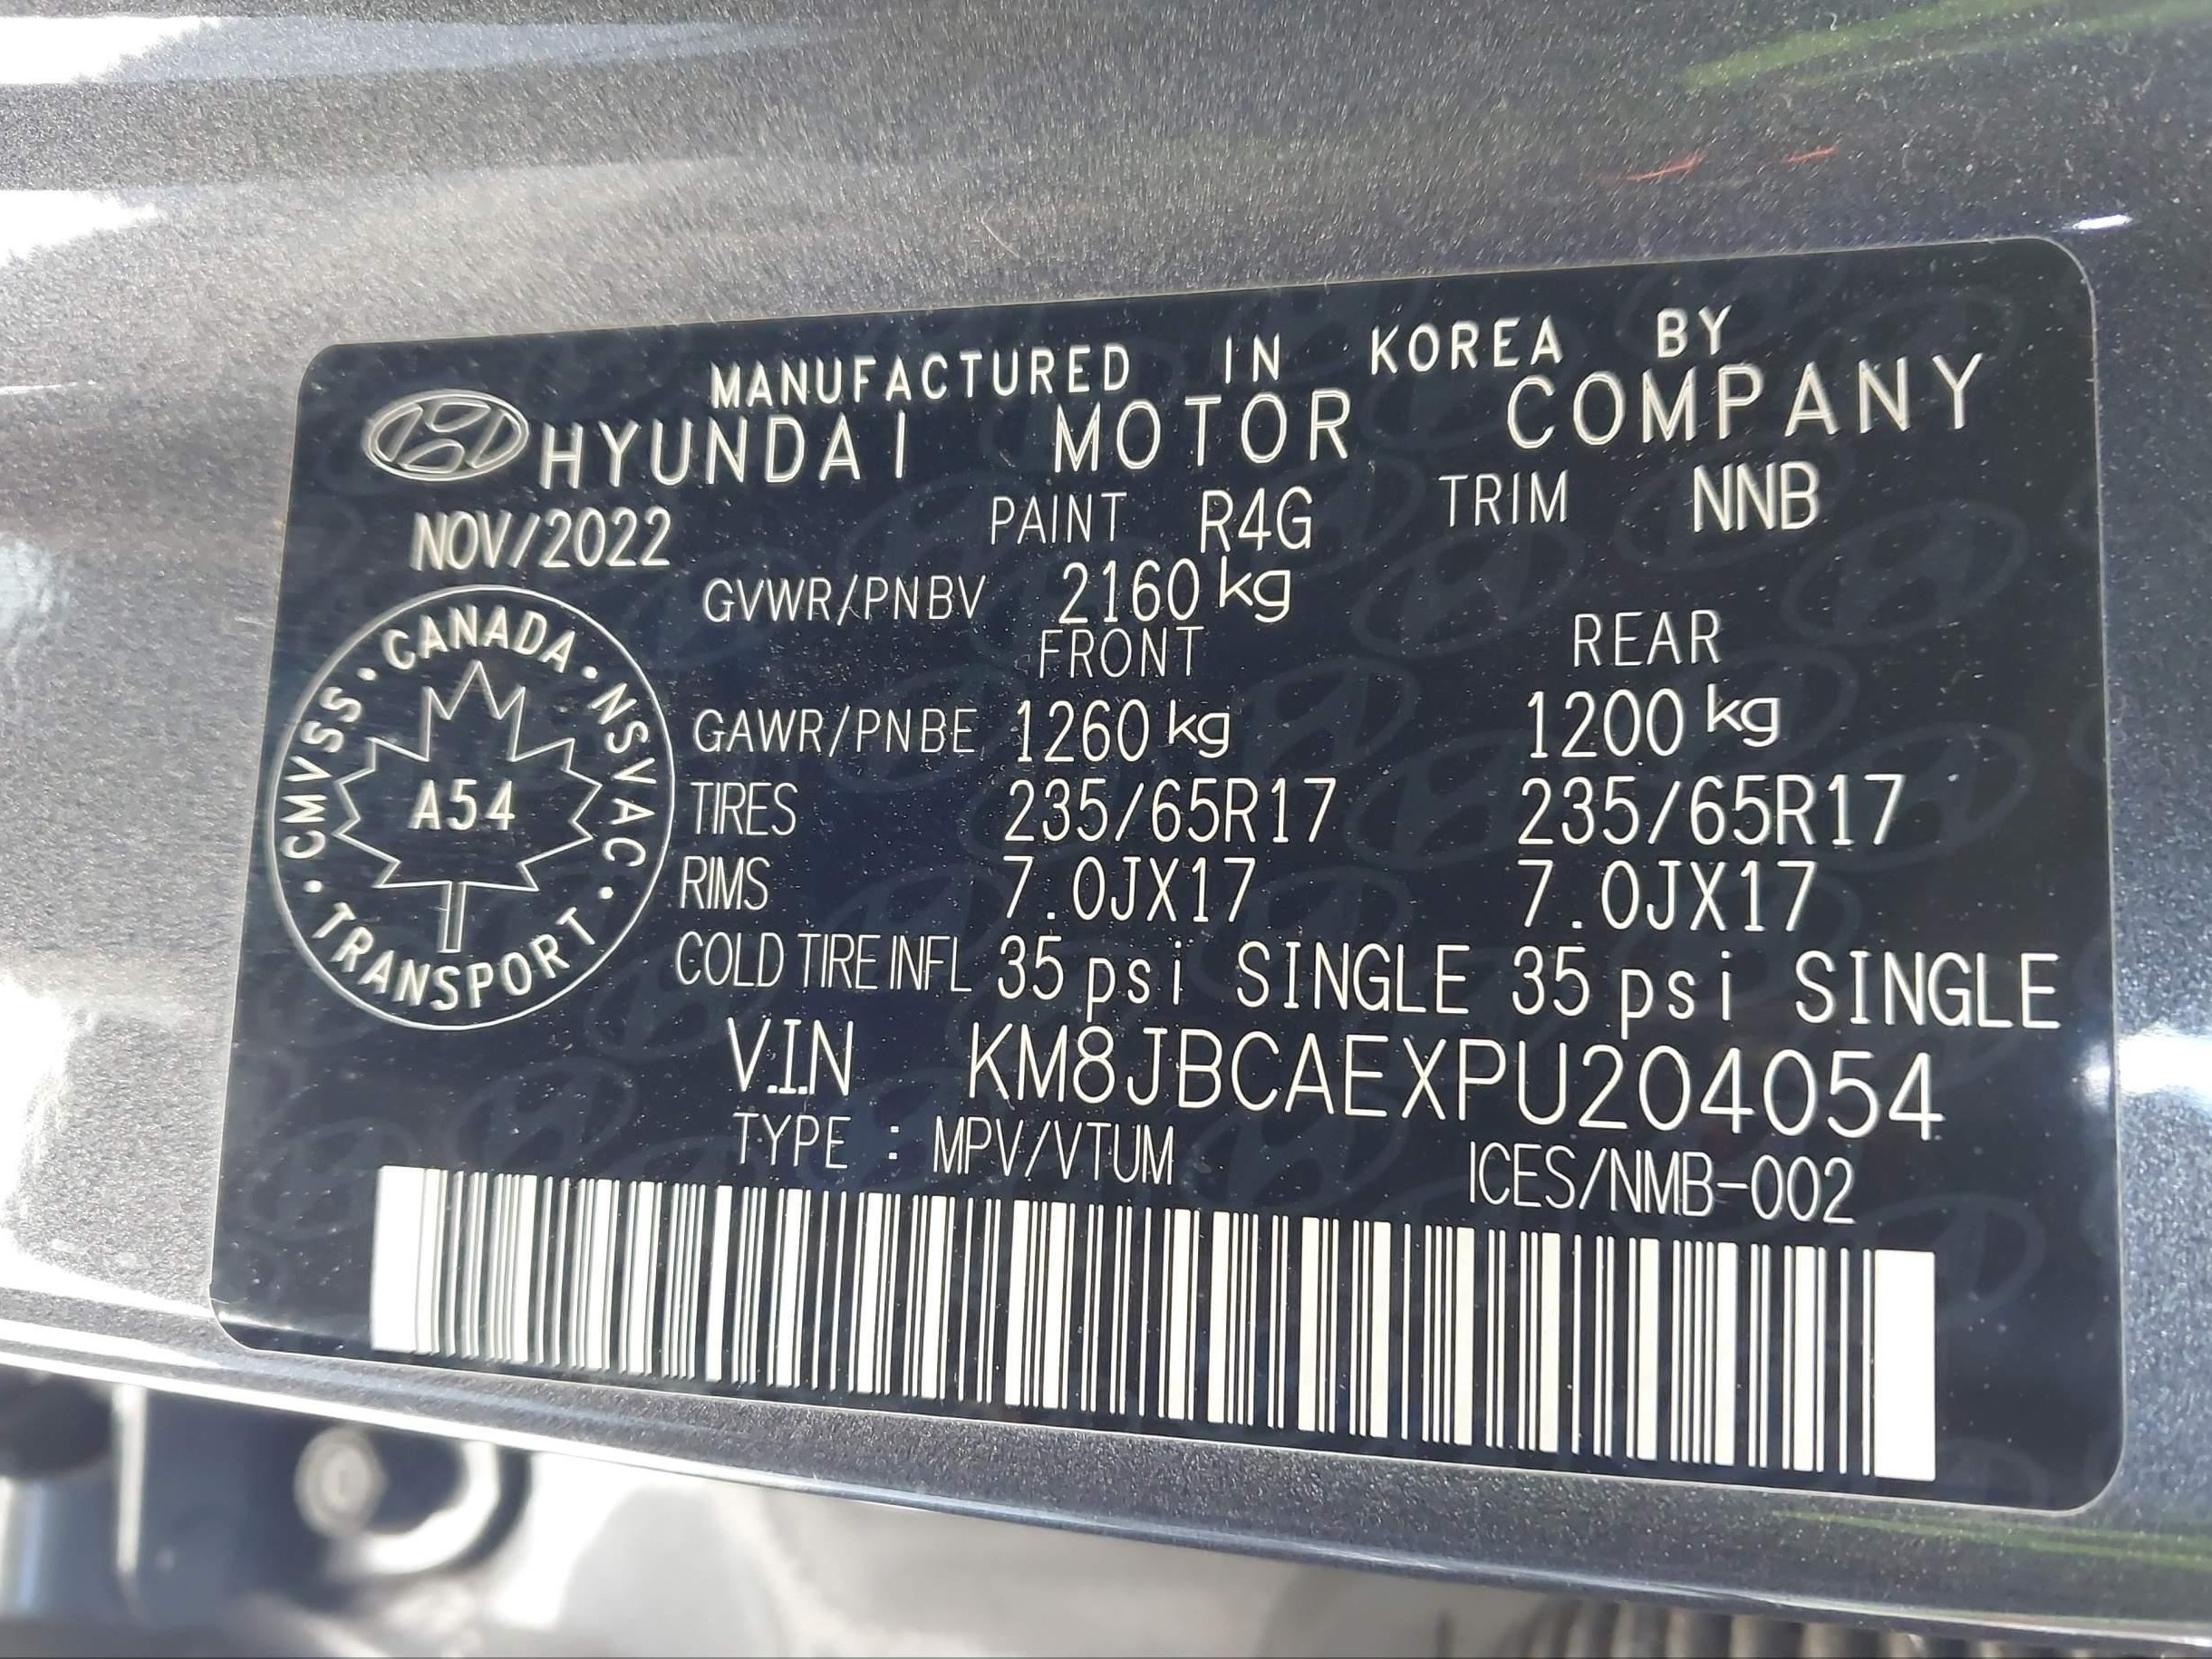 MANUFACTURED IN KOREA BY
HYUNDAI MOTOR COMPANY
NOV/2022 PAINT R4G TRIM NNB
GVWR/PNBV 2160 kg
FRONT REAR
GAWR/PNBE 1260 kg 1200 kg
TIRES 235/65R17 235/65R17
RIMS 7.0JX17 7.0JX17
COLD TIRE INFL 35 psi SINGLE 35 psi SINGLE
V.I.N KM8JBCAEXPU204054
TYPE : MPV/VTUM ICES/NMB-002
CMVSS · CANADA · NSVAC ·
A54
· TRANSPORT